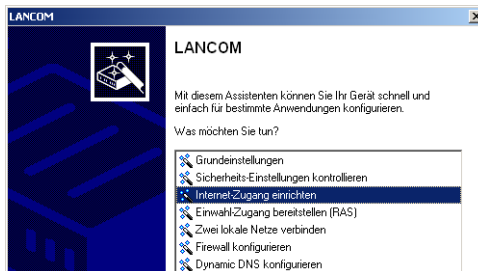 LANCOM
LANCOM
Mit diesem Assistenten können Sie Ihr Gerät schnell und
einfach für bestimmte Anwendungen konfigurieren.
Was möchten Sie tun?
Grundeinstellungen
Sicherheits-Einstellungen kontrollieren
Internet-Zugang einrichten
Einwahl-Zugang bereitstellen (RAS)
Zwei lokale Netze verbinden
Firewall konfigurieren
Dynamic DNS konfigurieren